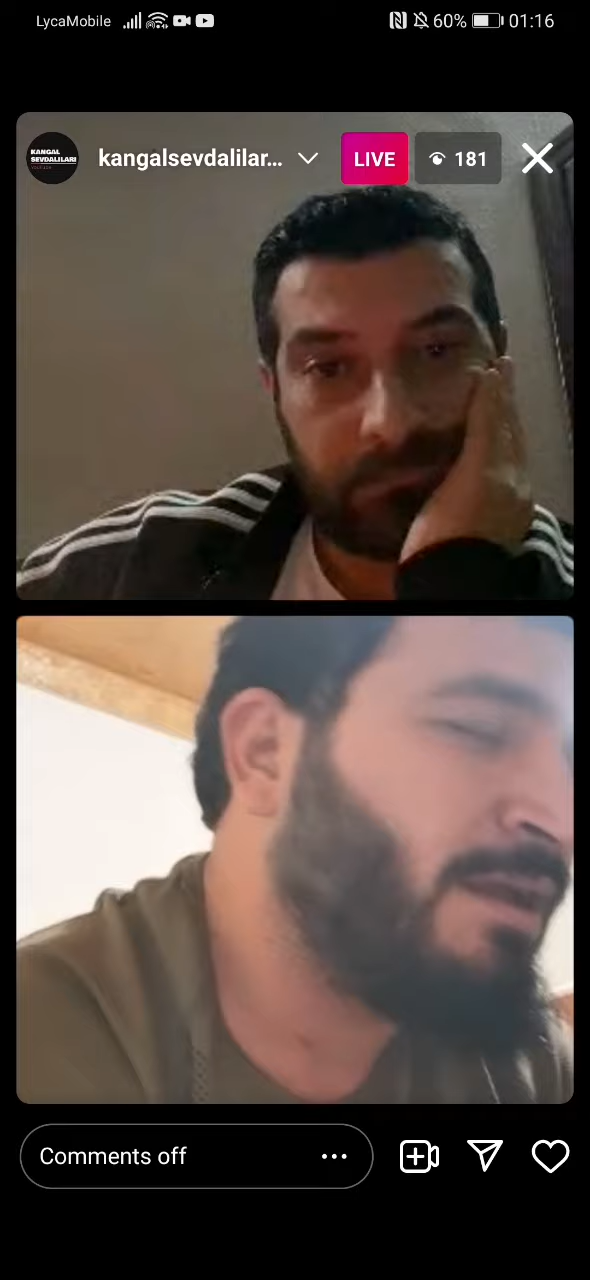 LycaMobile
60% 01:16
KANGAL
SEVDALILARI
kangalsevdalilar...
LIVE
181
Comments off